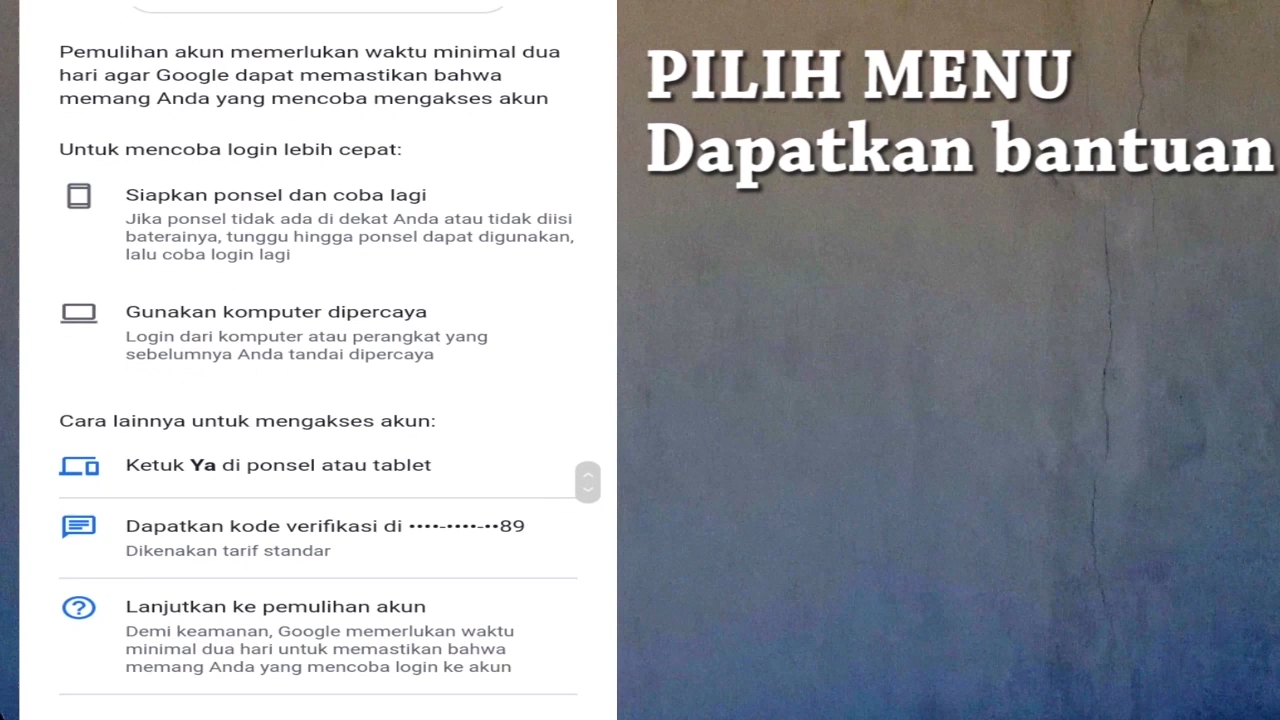 Pemulihan akun memerlukan waktu minimal dua
hari agar Google dapat memastikan bahwa
memang Anda yang mencoba mengakses akun
Untuk mencoba login lebih cepat:
Siapkan ponsel dan coba lagi
Jika ponsel tidak ada di dekat Anda atau tidak diisi
baterainya, tunggu hingga ponsel dapat digunakan,
lalu coba login lagi
Gunakan komputer dipercaya
Login dari komputer atau perangkat yang
sebelumnya Anda tandai dipercaya
Cara lainnya untuk mengakses akun:
Ketuk Ya di ponsel atau tablet
Dapatkan kode verifikasi di ••••-••••-••89
Dikenakan tarif standar
Lanjutkan ke pemulihan akun
Demi keamanan, Google memerlukan waktu
minimal dua hari untuk memastikan bahwa
memang Anda yang mencoba login ke akun
PILIH MENU
Dapatkan bantuan